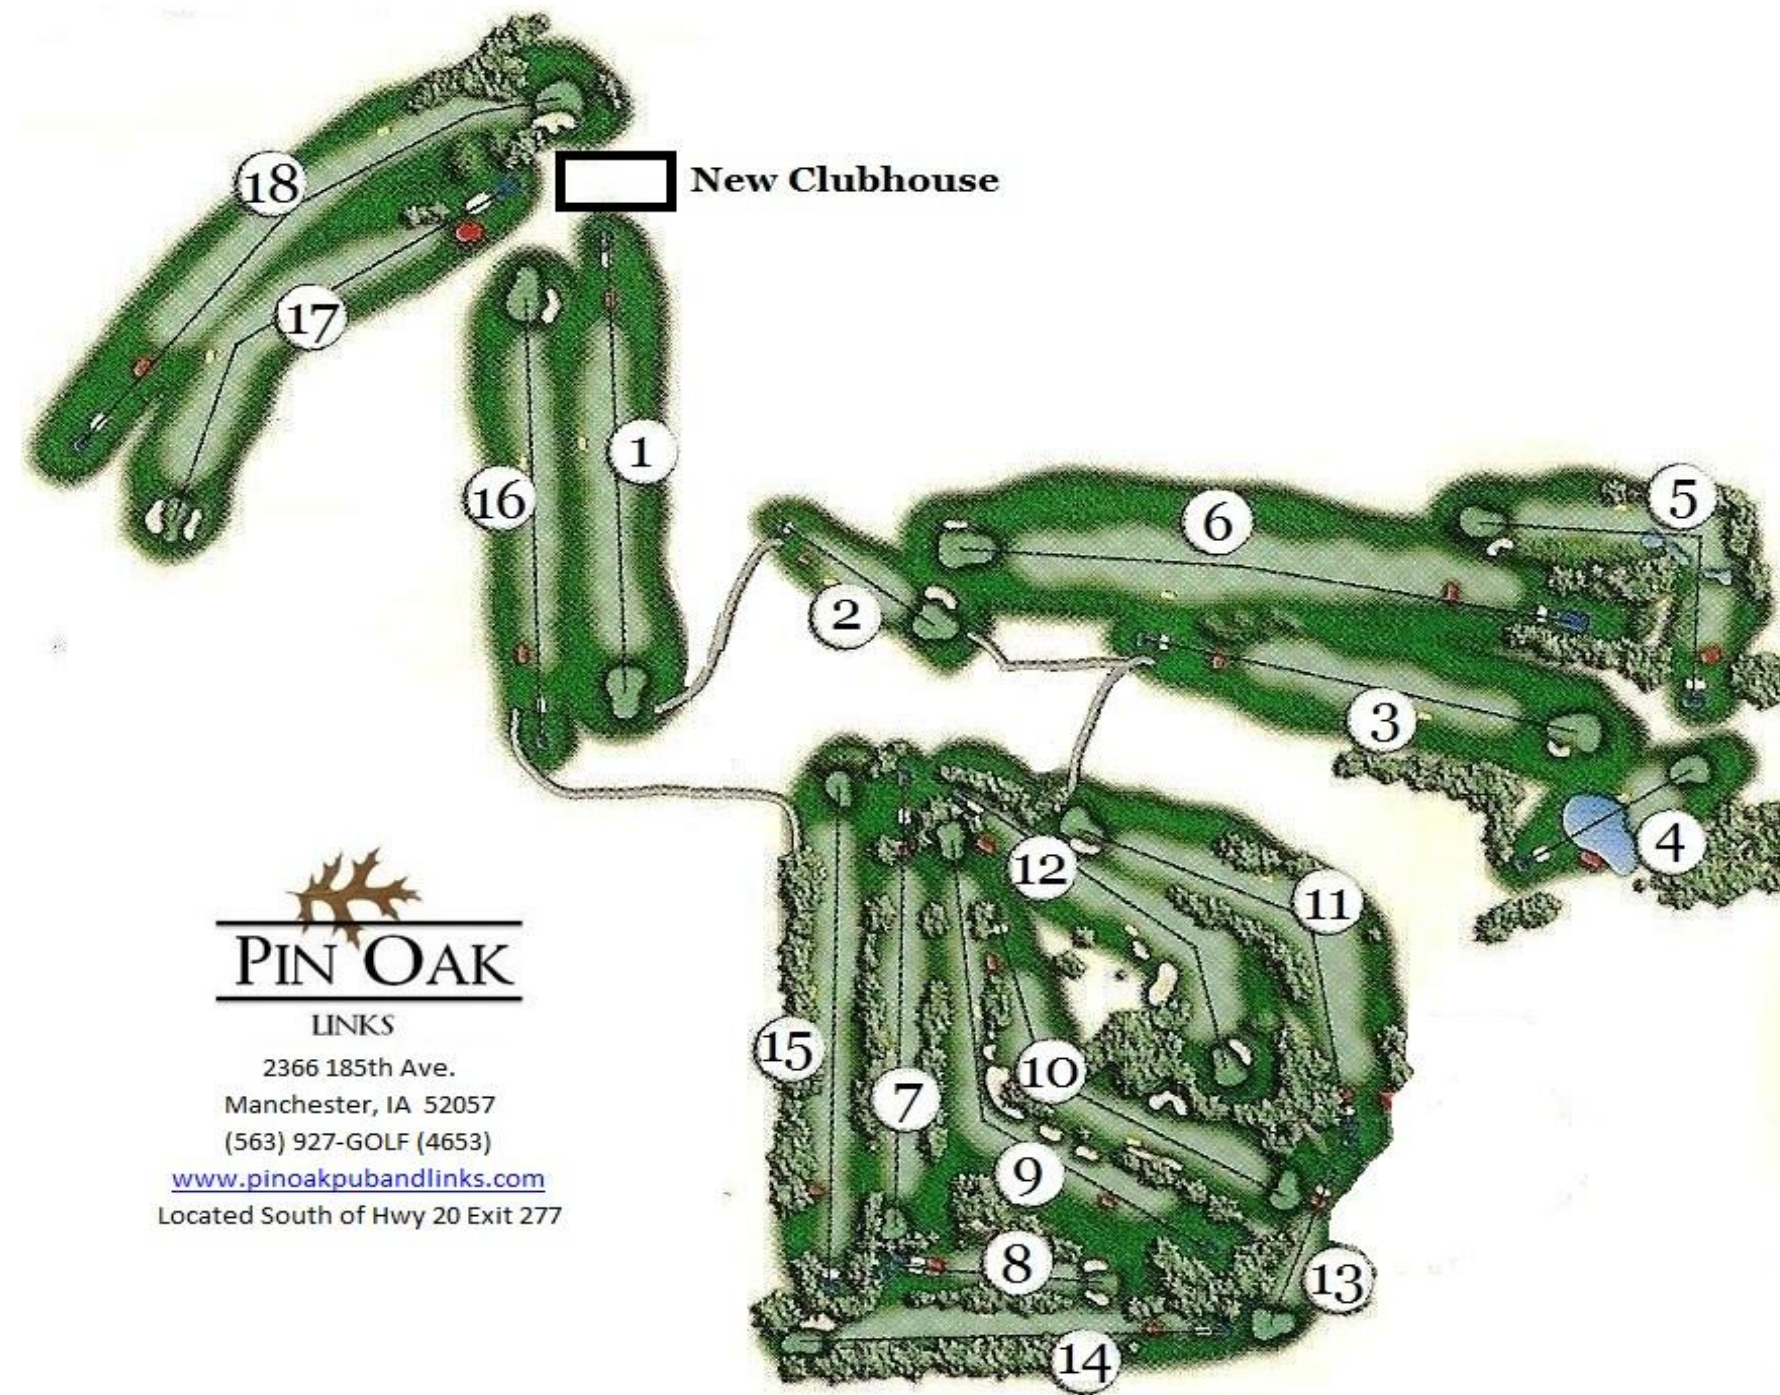 18
New Clubhouse
17
1
16
5
6
2
3
4
12
11
PIN OAK
LINKS
2366 185th Ave.
Manchester, IA 52057
(563) 927-GOLF (4653)
www.pinoakpubandlinks.com
Located South of Hwy 20 Exit 277
15
10
7
9
8
13
14